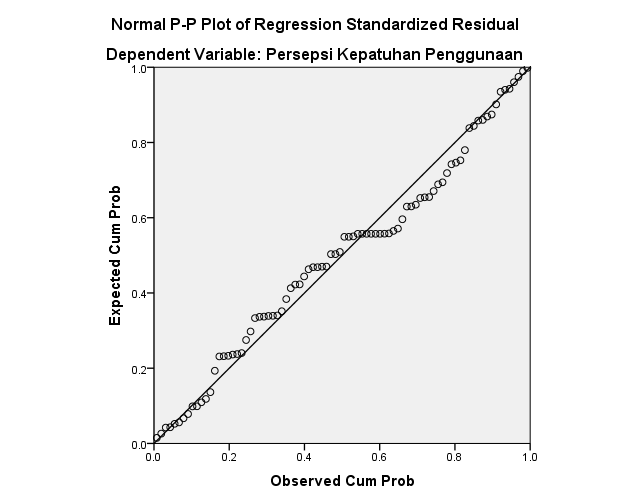 Normal P-P Plot of Regression Standardized Residual
Dependent Variable: Persepsi Kepatuhan Penggunaan
Expected Cum Prob
1.0
0.8
0.6
0.4
0.2
0.0
0.0 0.2 0.4 0.6 0.8 1.0
Observed Cum Prob